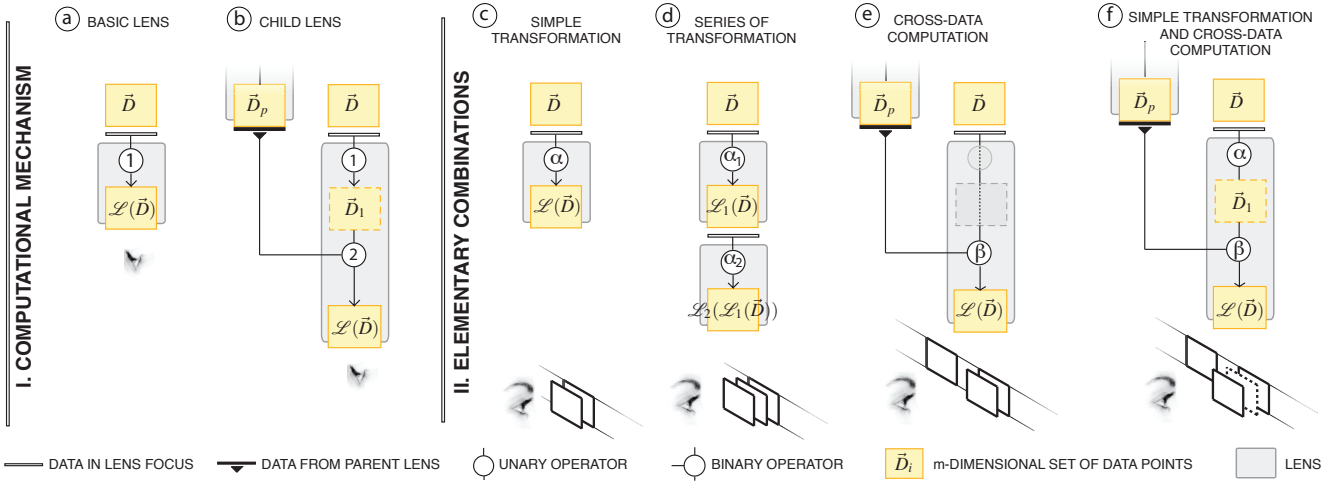 I. COMPUTATIONAL MECHANISM
a BASIC LENS
D⃗
1
ℒ(D⃗)
b CHILD LENS
D⃗p
D⃗
1
D⃗1
2
ℒ(D⃗)
II. ELEMENTARY COMBINATIONS
c SIMPLE
TRANSFORMATION
D⃗
α
ℒ(D⃗)
d SERIES OF
TRANSFORMATION
D⃗
α1
ℒ1(D⃗)
α2
ℒ2(ℒ1(D⃗))
e CROSS-DATA
COMPUTATION
D⃗p
D⃗
β
ℒ(D⃗)
f SIMPLE TRANSFORMATION
AND CROSS-DATA
COMPUTATION
D⃗p
D⃗
α
D⃗1
β
ℒ(D⃗)
DATA IN LENS FOCUS
DATA FROM PARENT LENS
UNARY OPERATOR
BINARY OPERATOR
D⃗i
m-DIMENSIONAL SET OF DATA POINTS
LENS